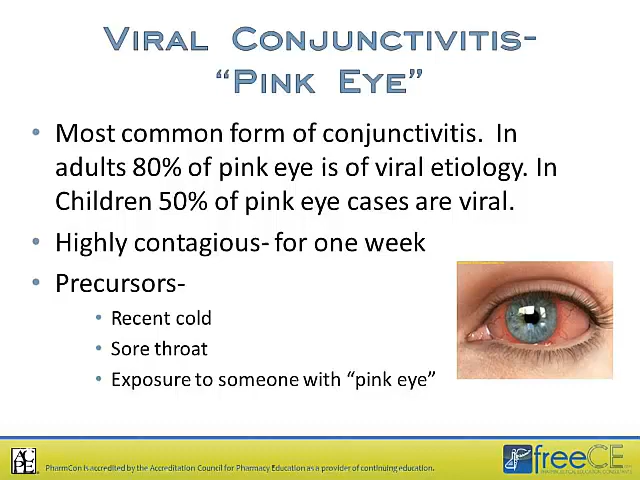 VIRAL CONJUNCTIVITIS-
“PINK EYE”
• Most common form of conjunctivitis. In
adults 80% of pink eye is of viral etiology. In
Children 50% of pink eye cases are viral.
• Highly contagious- for one week
• Precursors-
• Recent cold
• Sore throat
• Exposure to someone with “pink eye”
ACPE
PharmCon is accredited by the Accreditation Council for Pharmacy Education as a provider of continuing education.
freeCE